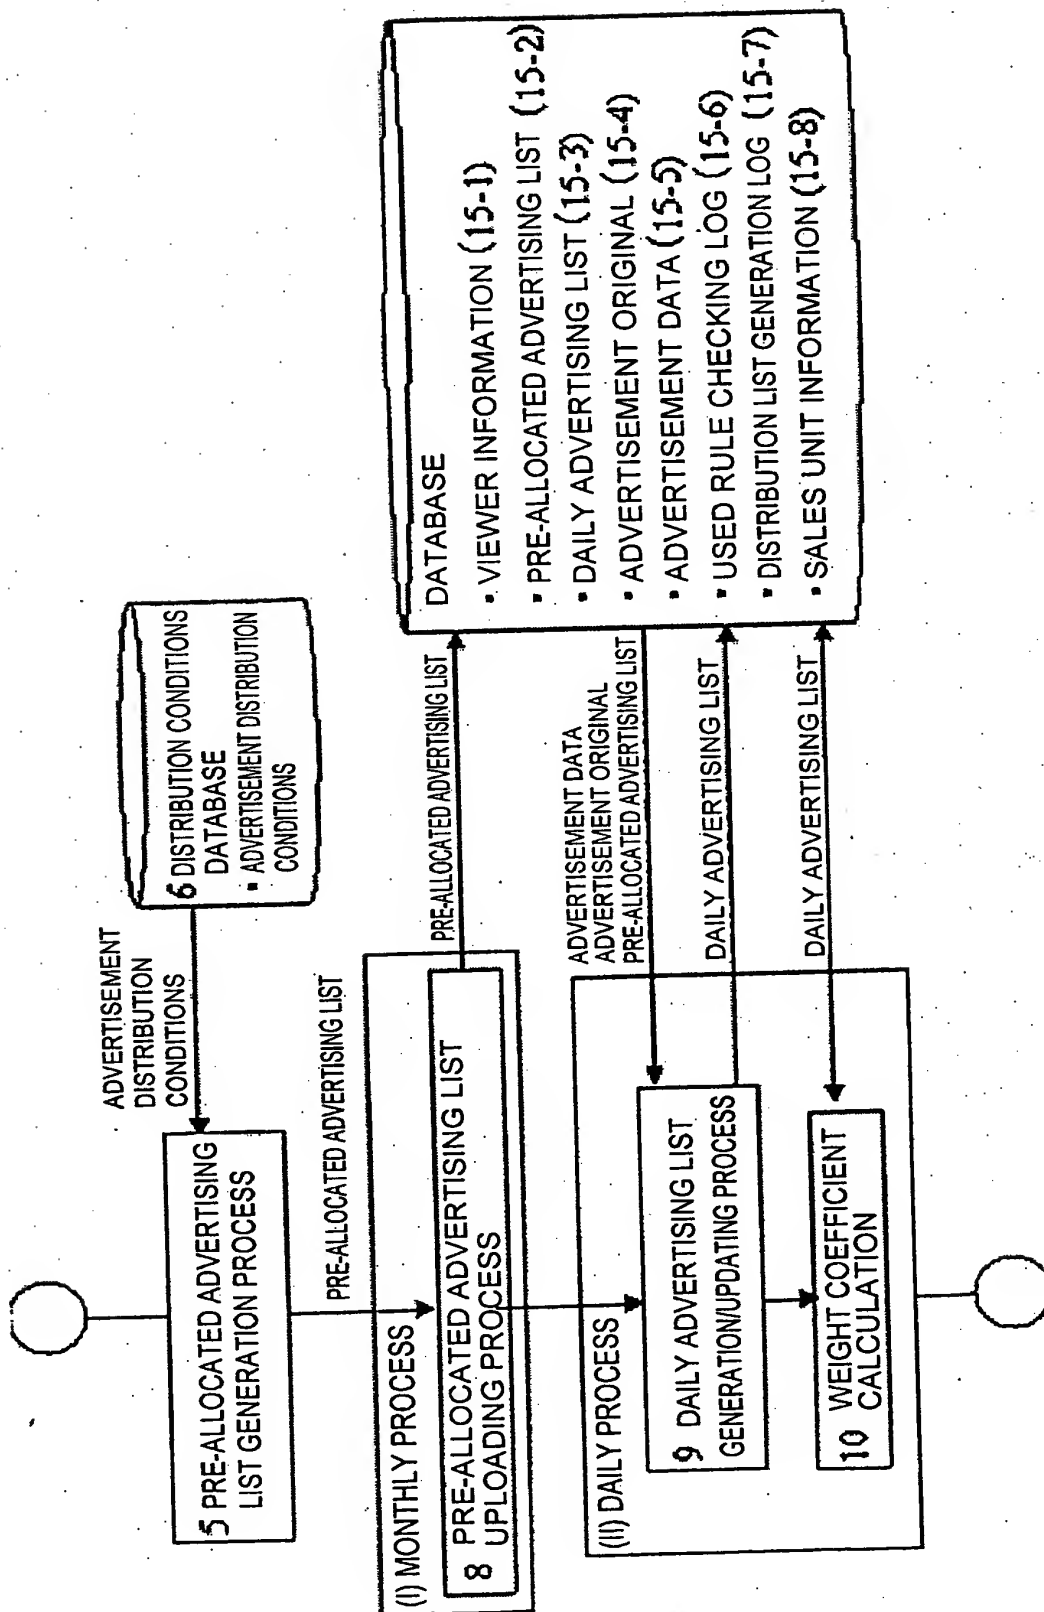 ADVERTISEMENT
DISTRIBUTION
CONDITIONS
6 DISTRIBUTION CONDITIONS
DATABASE
▪ ADVERTISEMENT DISTRIBUTION
CONDITIONS
5 PRE-ALLOCATED ADVERTISING
LIST GENERATION PROCESS
PRE-ALLOCATED ADVERTISING LIST
(I) MONTHLY PROCESS
8 PRE-ALLOCATED ADVERTISING LIST
UPLOADING PROCESS
PRE-ALLOCATED ADVERTISING LIST
DATABASE
▪ VIEWER INFORMATION (15-1)
▪ PRE-ALLOCATED ADVERTISING LIST (15-2)
▪ DAILY ADVERTISING LIST (15-3)
▪ ADVERTISEMENT ORIGINAL (15-4)
▪ ADVERTISEMENT DATA (15-5)
▪ USED RULE CHECKING LOG (15-6)
▪ DISTRIBUTION LIST GENERATION LOG (15-7)
▪ SALES UNIT INFORMATION (15-8)
ADVERTISEMENT DATA
ADVERTISEMENT ORIGINAL
PRE-ALLOCATED ADVERTISING LIST
(II) DAILY PROCESS
9 DAILY ADVERTISING LIST
GENERATION/UPDATING PROCESS
DAILY ADVERTISING LIST
10 WEIGHT COEFFICIENT
CALCULATION
DAILY ADVERTISING LIST